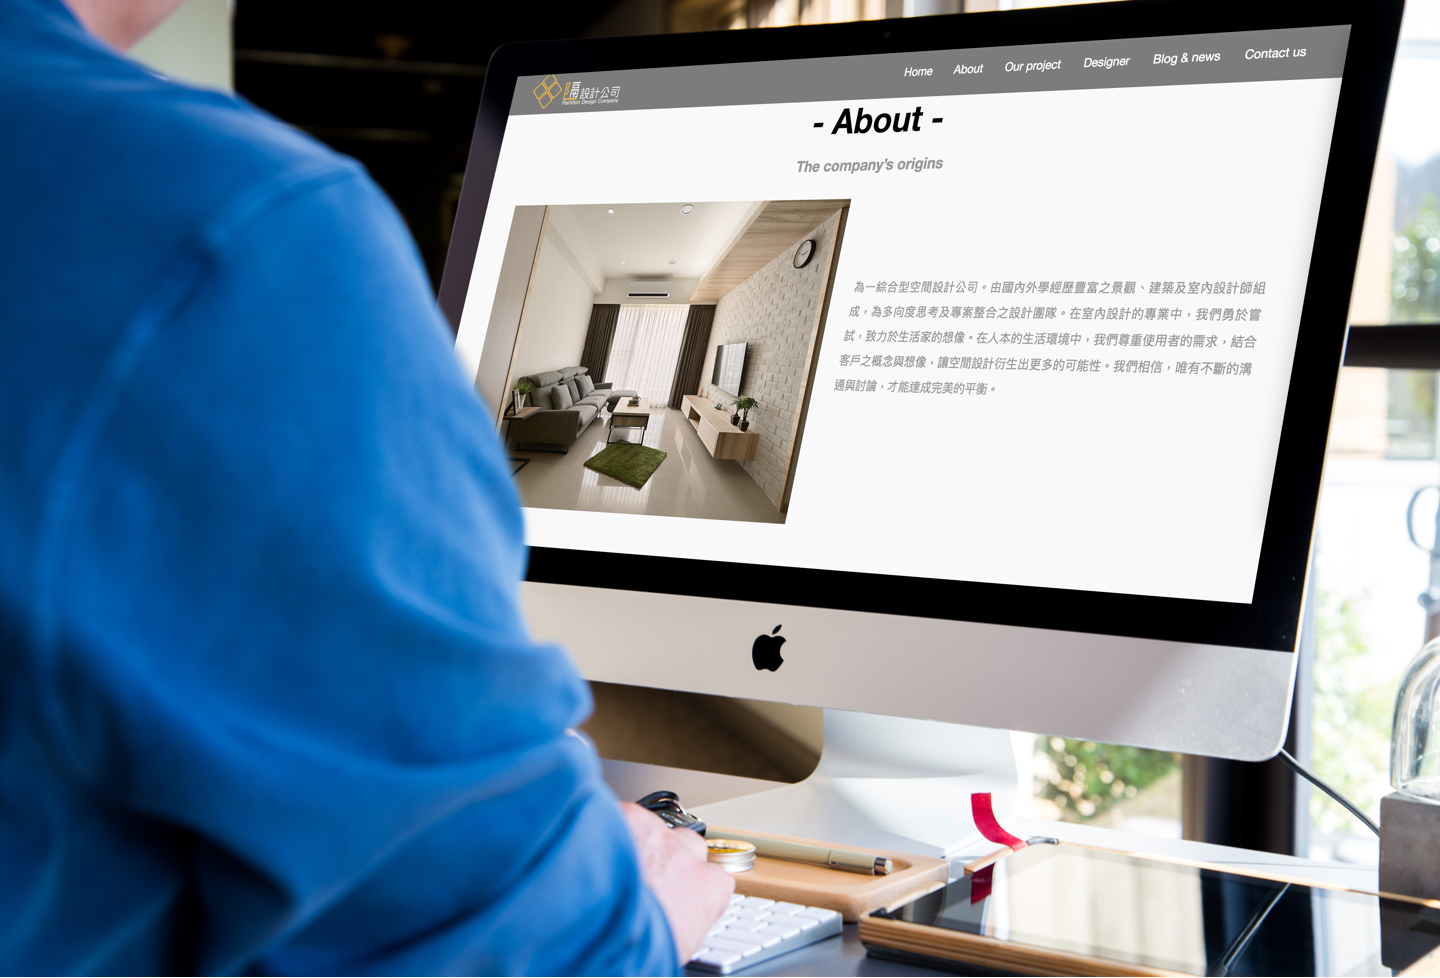 隔設計公司
Partition Design Company
Home About Our project Designer Blog & news Contact us
- About -
The company's origins
為一綜合型空間設計公司。由國內外學經歷豐富之景觀、建築及室內設計師組
成，為多向度思考及專案整合之設計團隊。在室內設計的專業中，我們勇於嘗
試，致力於生活家的想像。在人本的生活環境中，我們尊重使用者的需求，結合
客戶之概念與想像，讓空間設計衍生出更多的可能性。我們相信，唯有不斷的溝
通與討論，才能達成完美的平衡。